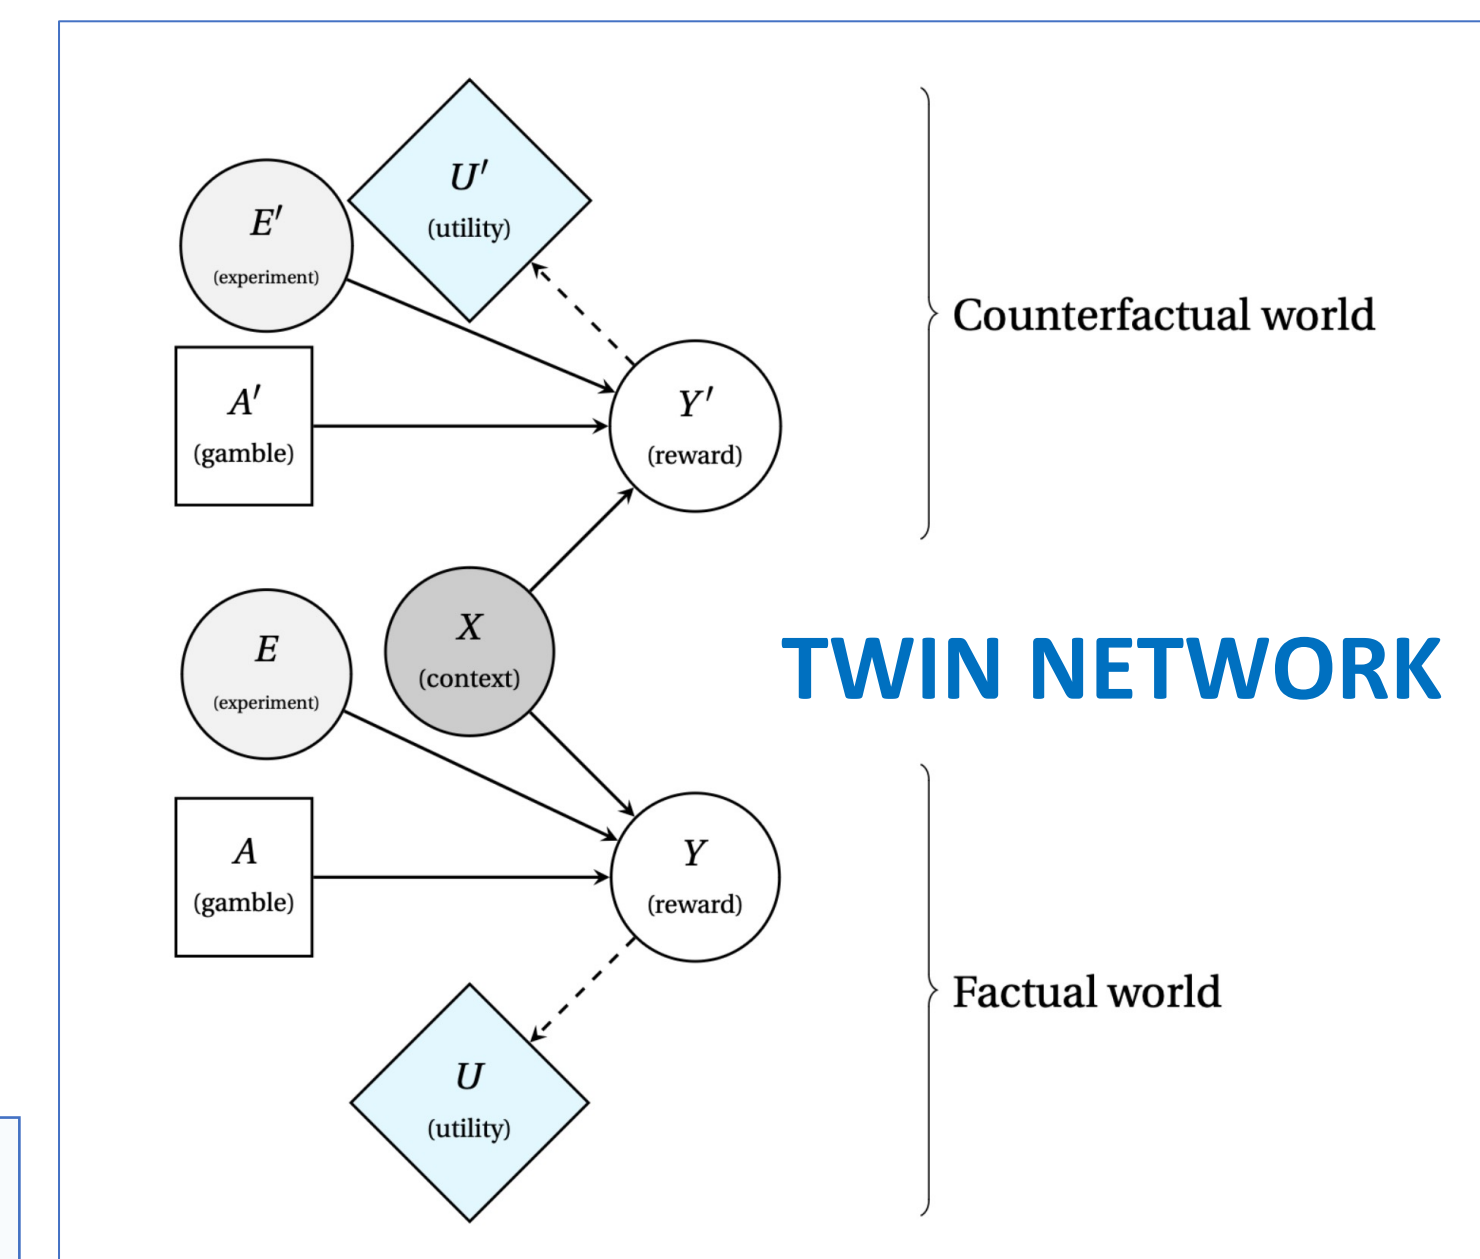 U′
(utility)
E′
(experiment)
Counterfactual world
A′
(gamble)
Y′
(reward)
E
(experiment)
X
(context)
TWIN NETWORK
A
(gamble)
Y
(reward)
Factual world
U
(utility)